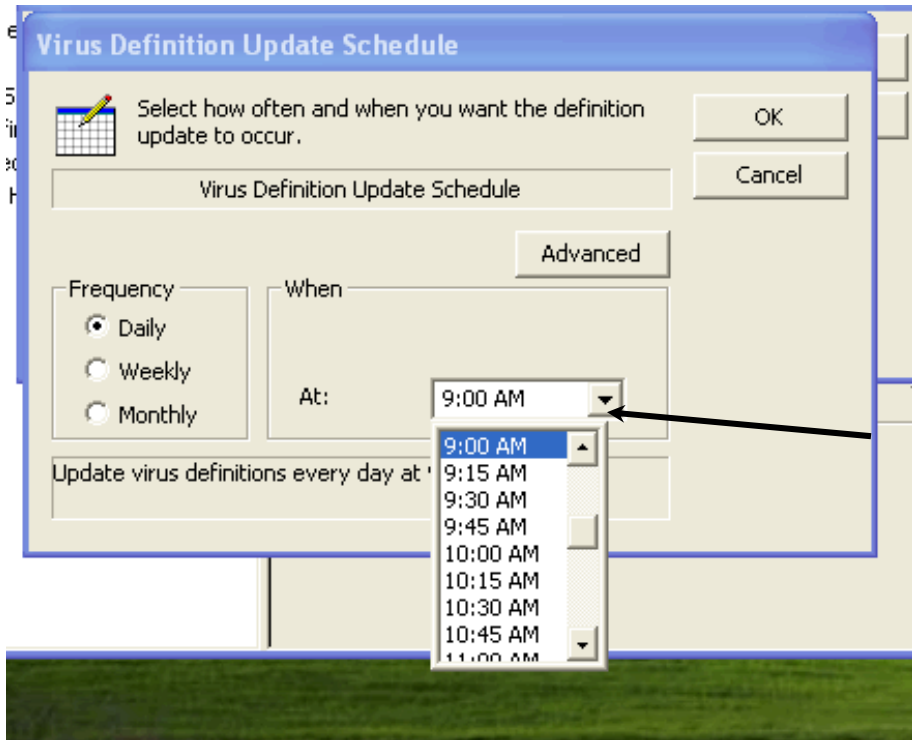 Virus Definition Update Schedule
Select how often and when you want the definition
update to occur.
OK
Cancel
Virus Definition Update Schedule
Advanced
Frequency
When
Daily
Weekly
Monthly
At:
9:00 AM
9:00 AM
9:15 AM
9:30 AM
9:45 AM
10:00 AM
10:15 AM
10:30 AM
10:45 AM
11:00 AM
Update virus definitions every day at